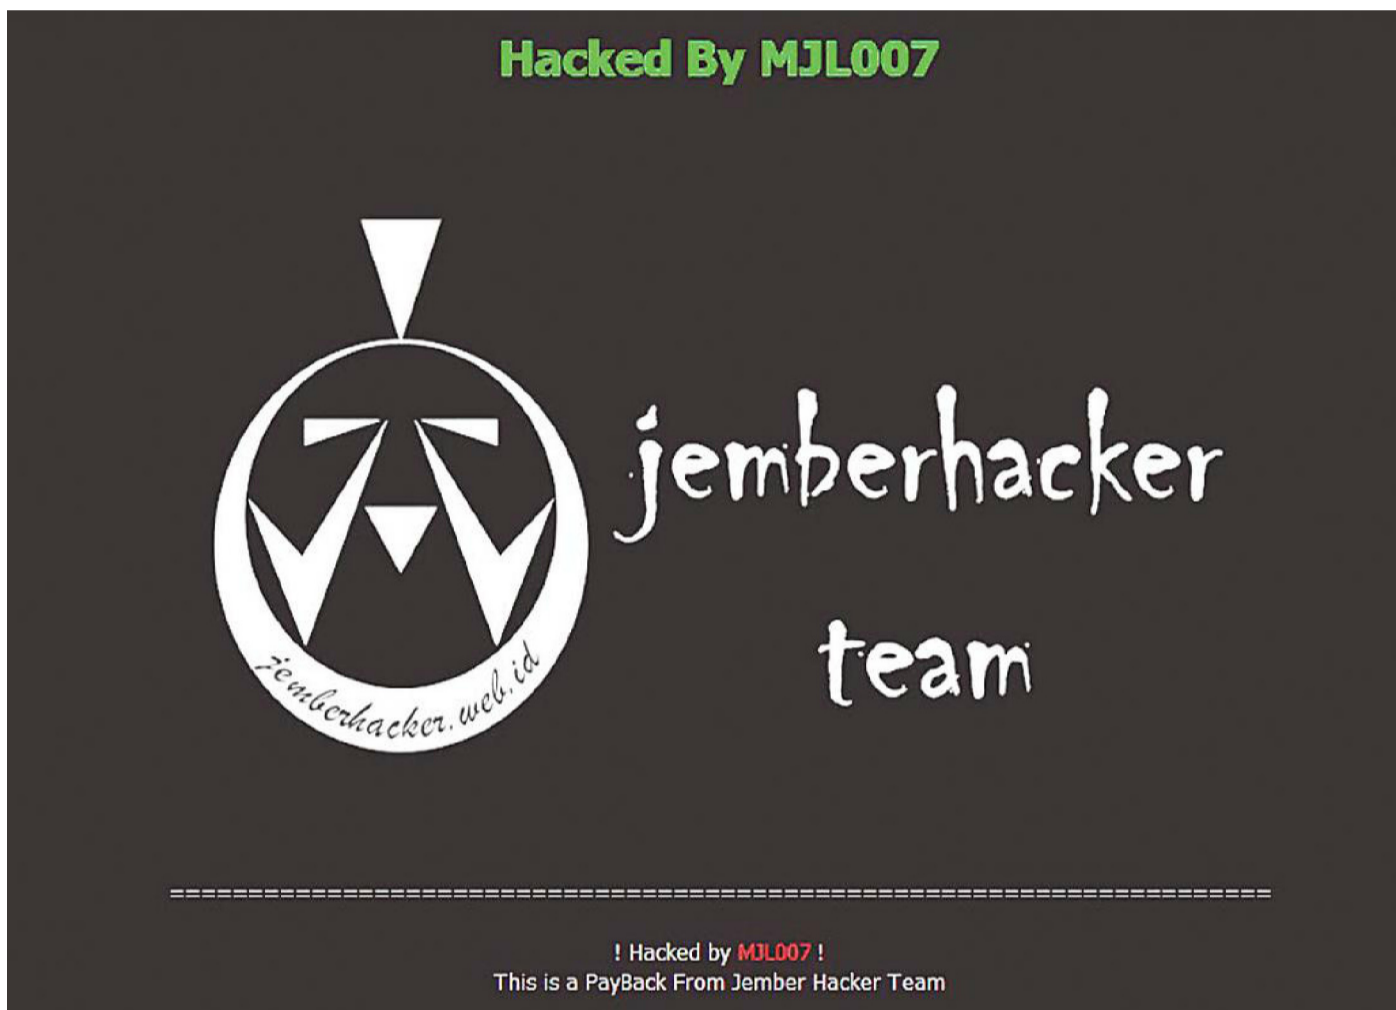 Hacked By MJL007
jemberhacker
team
jemberhacker.web.id
=======================================================================
! Hacked by MJL007 !
This is a PayBack From Jember Hacker Team